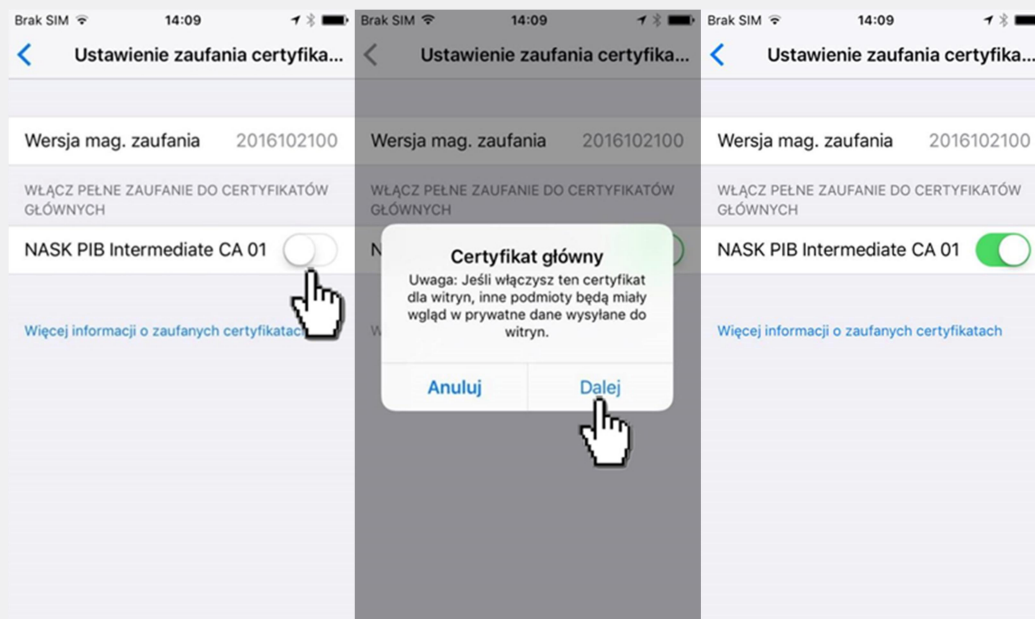 Brak SIM 14:09
Ustawienie zaufania certyfika...
Wersja mag. zaufania 2016102100
WŁĄCZ PEŁNE ZAUFANIE DO CERTYFIKATÓW
GŁÓWNYCH
NASK PIB Intermediate CA 01
Więcej informacji o zaufanych certyfikatach
Brak SIM 14:09
Ustawienie zaufania certyfika...
Wersja mag. zaufania 2016102100
WŁĄCZ PEŁNE ZAUFANIE DO CERTYFIKATÓW
GŁÓWNYCH
N
Certyfikat główny
Uwaga: Jeśli włączysz ten certyfikat
dla witryn, inne podmioty będą miały
wgląd w prywatne dane wysyłane do
witryn.
W
Anuluj Dalej
Brak SIM 14:09
Ustawienie zaufania certyfika...
Wersja mag. zaufania 2016102100
WŁĄCZ PEŁNE ZAUFANIE DO CERTYFIKATÓW
GŁÓWNYCH
NASK PIB Intermediate CA 01
Więcej informacji o zaufanych certyfikatach